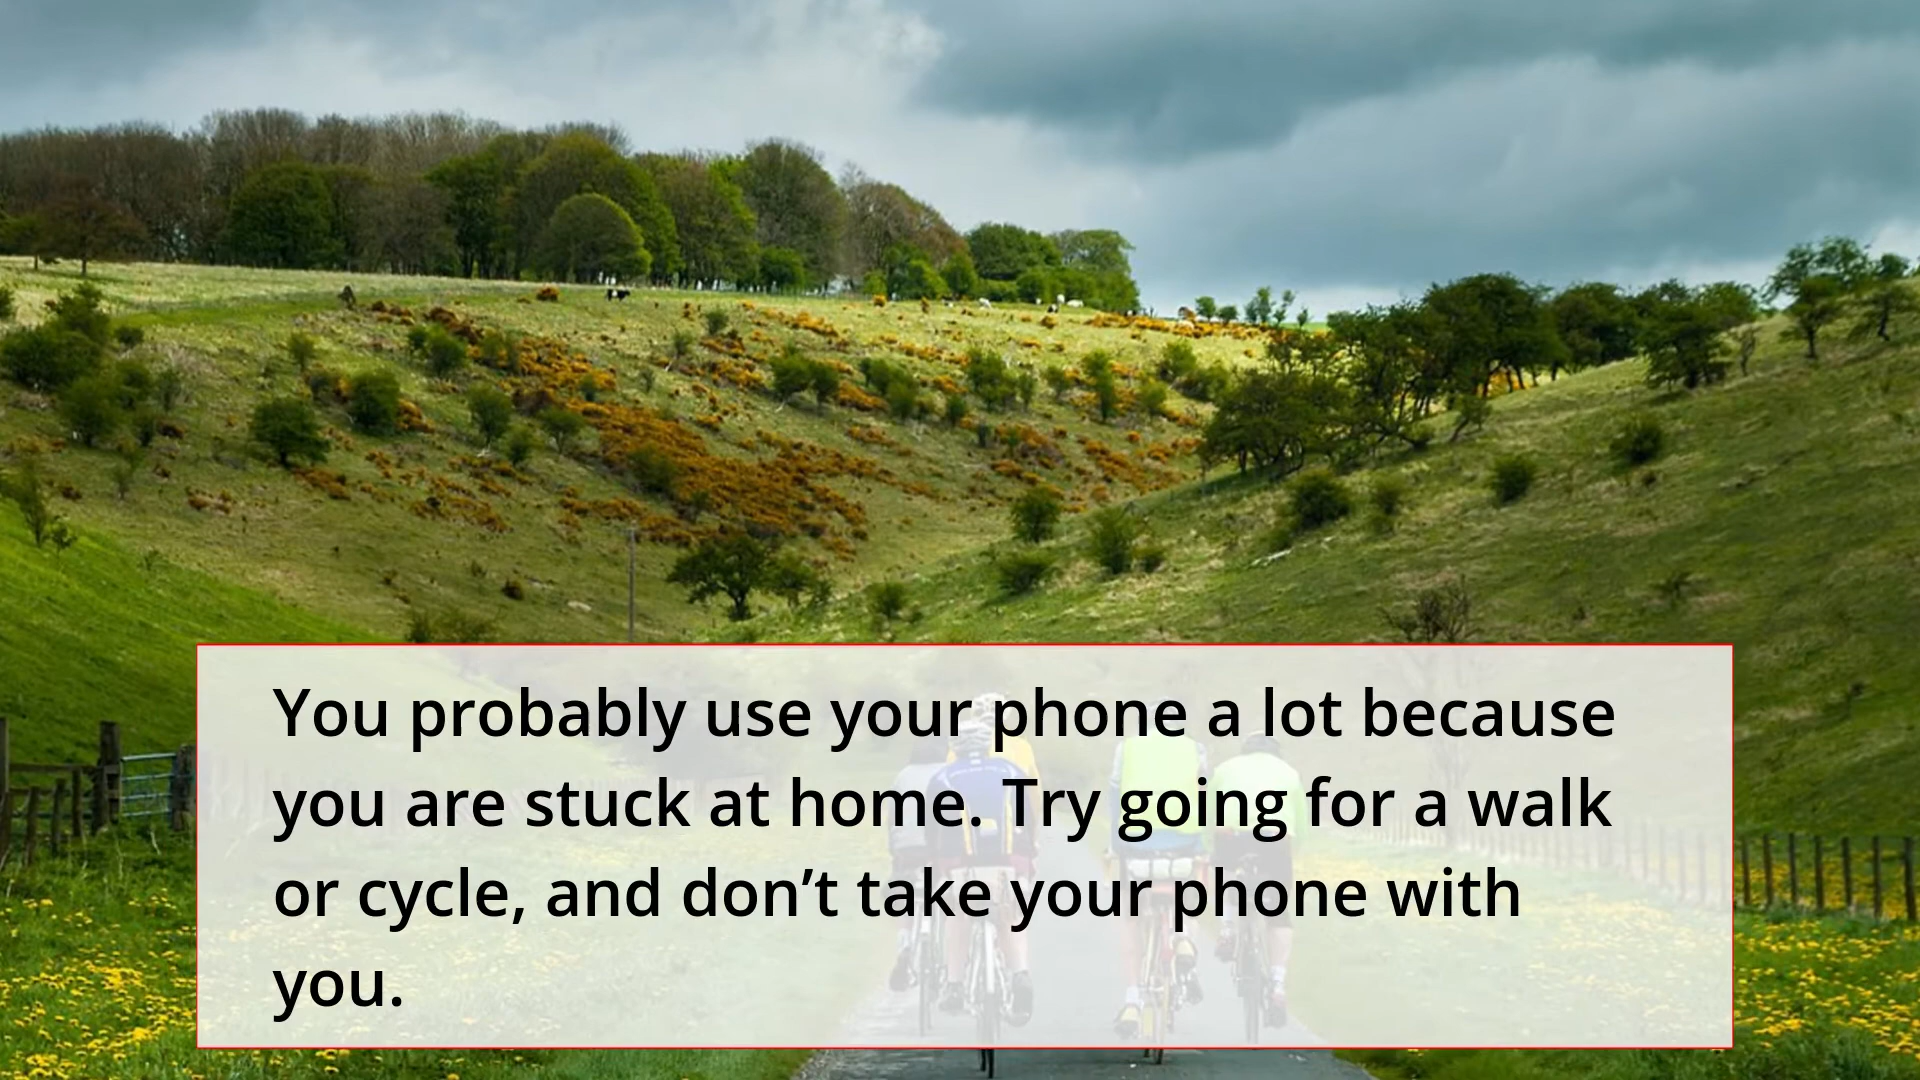 You probably use your phone a lot because
you are stuck at home. Try going for a walk
or cycle, and don’t take your phone with
you.